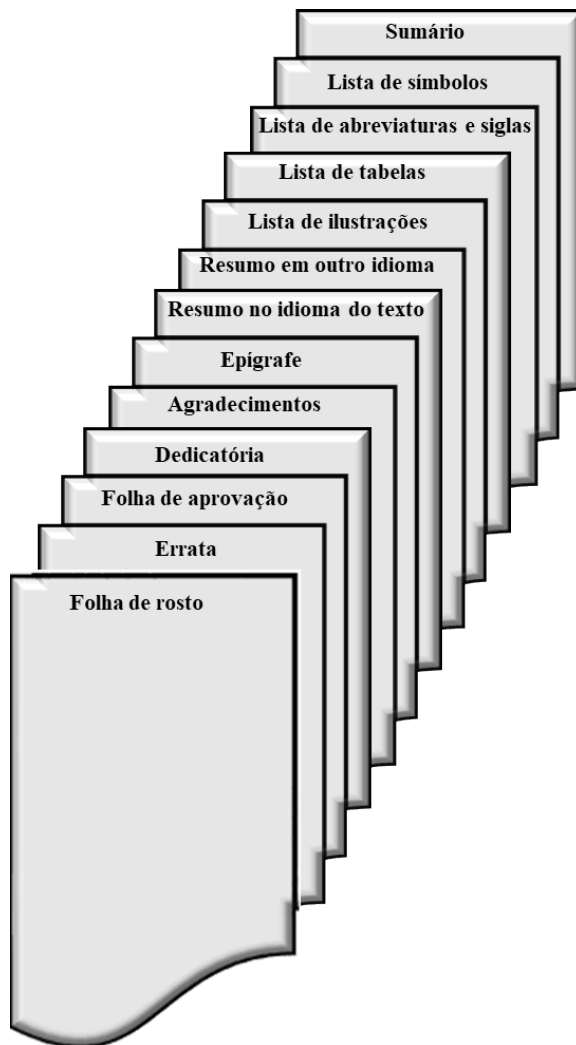 Sumário
Lista de símbolos
Lista de abreviaturas e siglas
Lista de tabelas
Lista de ilustrações
Resumo em outro idioma
Resumo no idioma do texto
Epígrafe
Agradecimentos
Dedicatória
Folha de aprovação
Errata
Folha de rosto